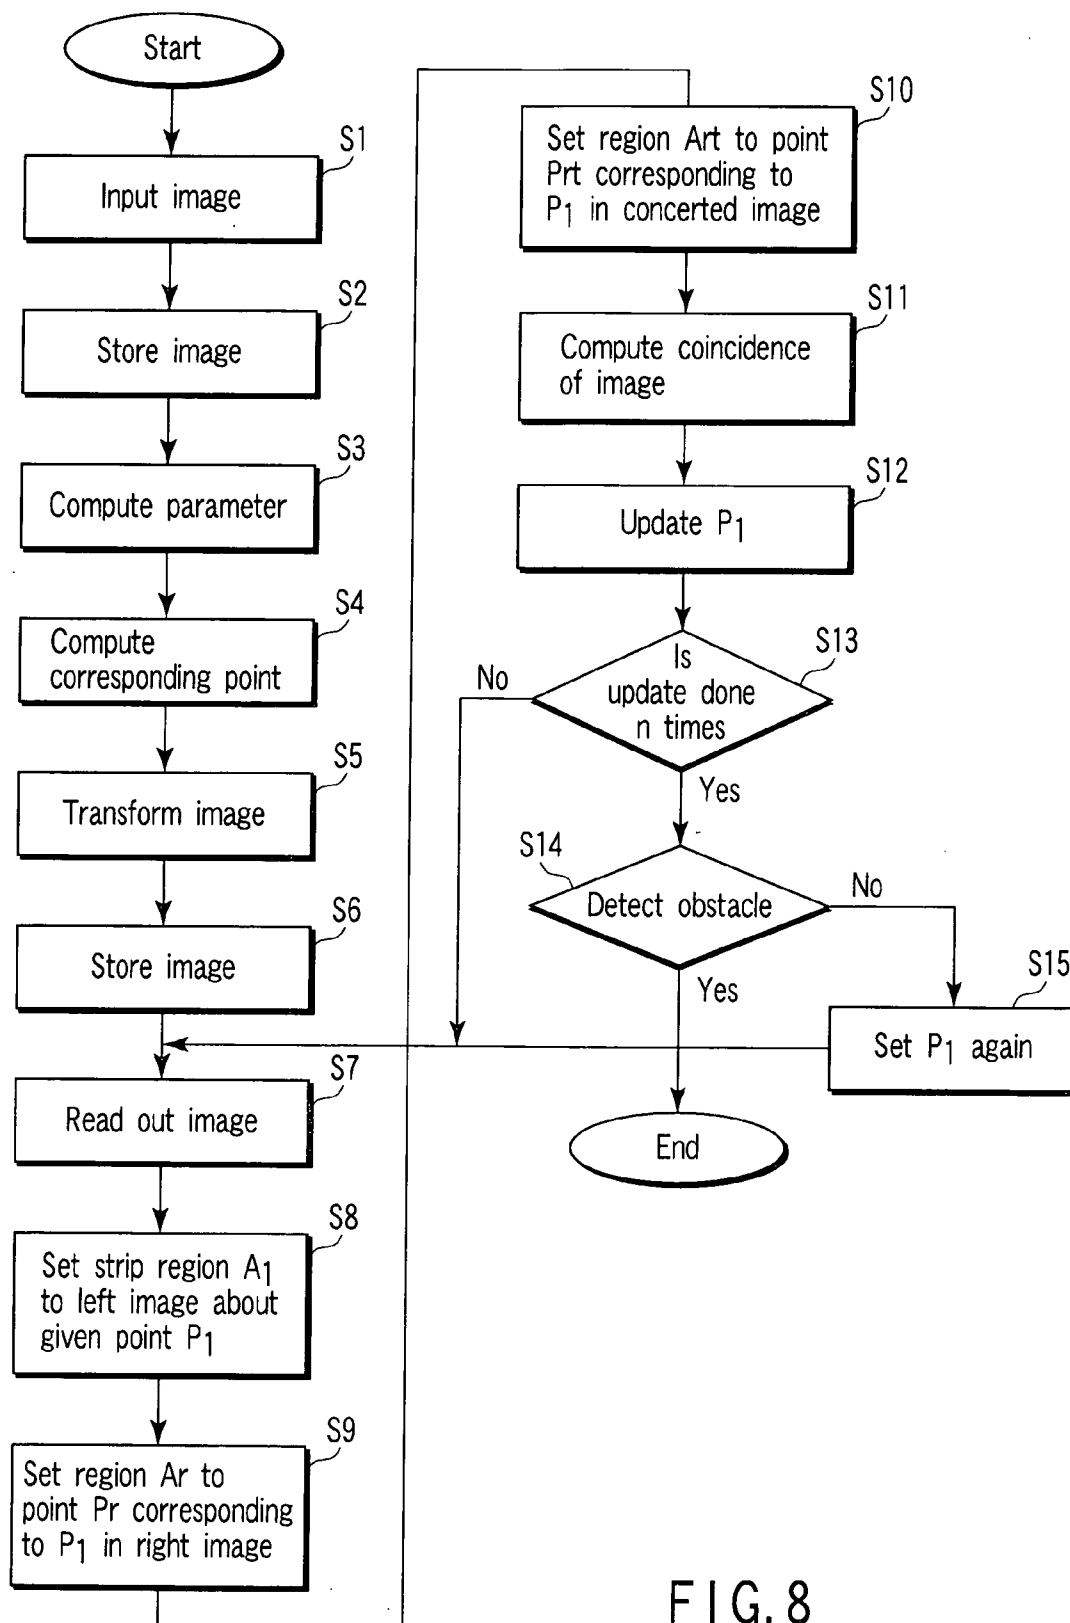 Start
S1
Input image
S2
Store image
S3
Compute parameter
S4
Compute
corresponding point
S5
Transform image
S6
Store image
S7
Read out image
S8
Set strip region A1
to left image about
given point P1
S9
Set region Ar to
point Pr corresponding
to P1 in right image
S10
Set region Art to point
Prt corresponding to
P1 in concerted image
S11
Compute coincidence
of image
S12
Update P1
S13
Is
update done
n times
No
Yes
S14
Detect obstacle
No
Yes
S15
Set P1 again
End
FIG. 8